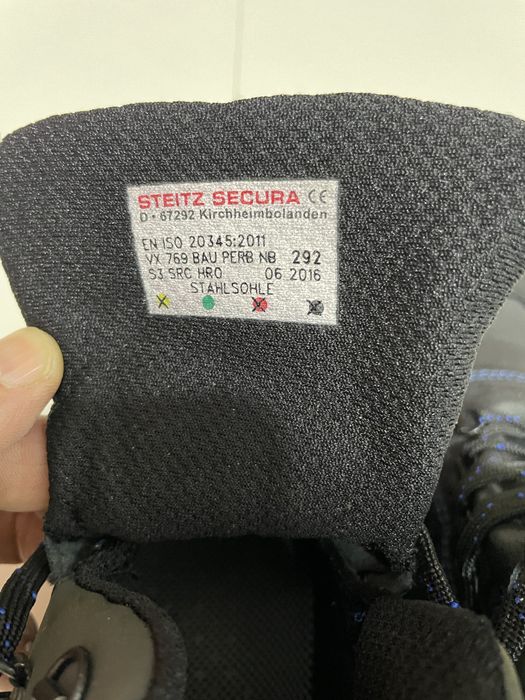 STEITZ SECURA CE
D • 67292 Kirchheimbolanden
EN ISO 20345:2011
VX 769 BAU PERB NB 292
S3 SRC HRO 06 2016
STAHLSOHLE